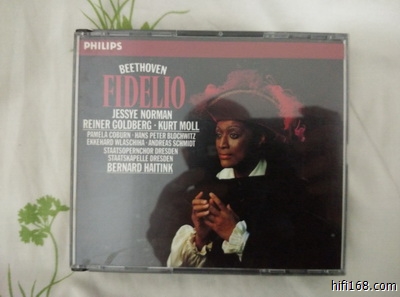 PHILIPS
BEETHOVEN
FIDELIO
JESSYE NORMAN
REINER GOLDBERG · KURT MOLL
PAMELA COBURN · HANS PETER BLOCHWITZ
EKKEHARD WLASCHIHA · ANDREAS SCHMIDT
STAATSOPERNCHOR DRESDEN
STAATSKAPELLE DRESDEN
BERNARD HAITINK
hifi168.com